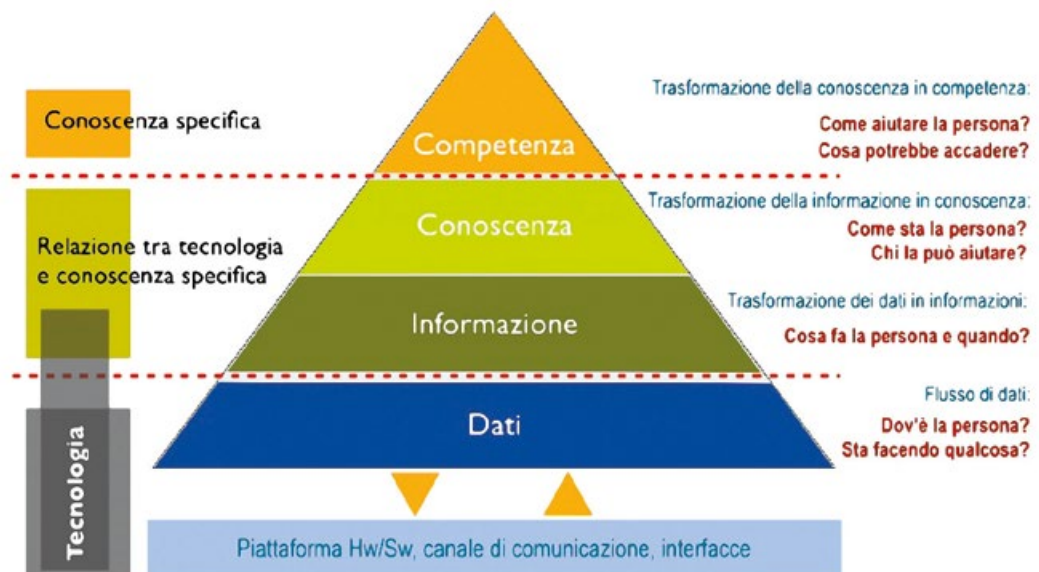 Trasformazione della conoscenza in competenza:
Conoscenza specifica
Come aiutare la persona?
Competenza
Cosa potrebbe accadere?
Trasformazione della informazione in conoscenza:
Conoscenza
Come sta la persona?
Relazione tra tecnologia
e conoscenza specifica
Chi la può aiutare?
Trasformazione dei dati in informazioni:
Informazione
Cosa fa la persona e quando?
Flusso di dati:
Dati
Dov'è la persona?
Sta facendo qualcosa?
Tecnologia
Piattaforma Hw/Sw, canale di comunicazione, interfacce